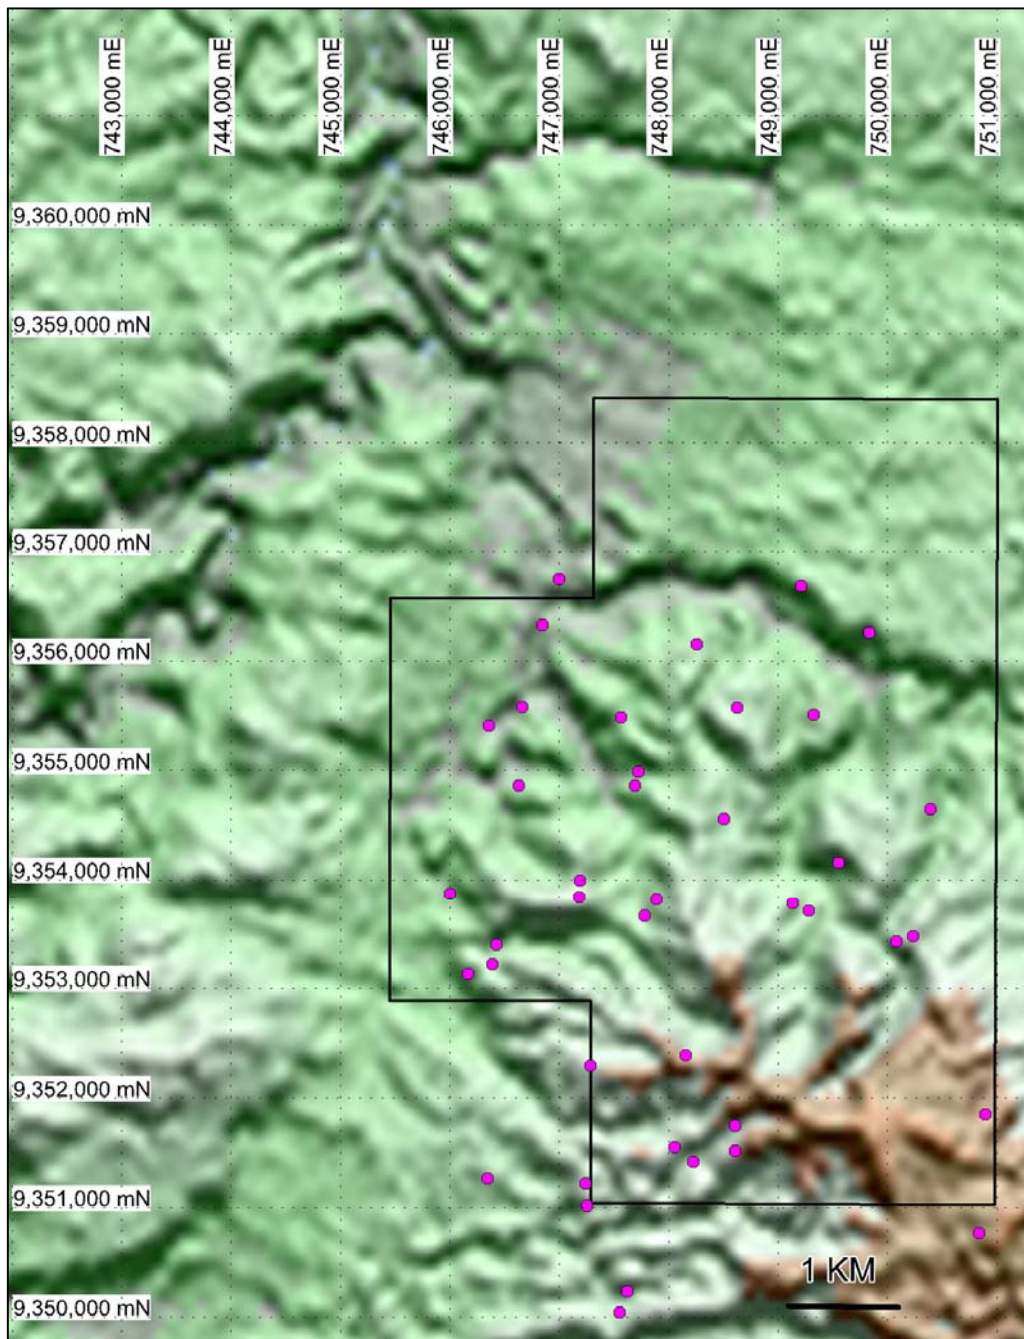 743,000 mE
744,000 mE
745,000 mE
746,000 mE
747,000 mE
748,000 mE
749,000 mE
750,000 mE
751,000 mE
9,360,000 mN
9,359,000 mN
9,358,000 mN
9,357,000 mN
9,356,000 mN
9,355,000 mN
9,354,000 mN
9,353,000 mN
9,352,000 mN
9,351,000 mN
1 KM
9,350,000 mN